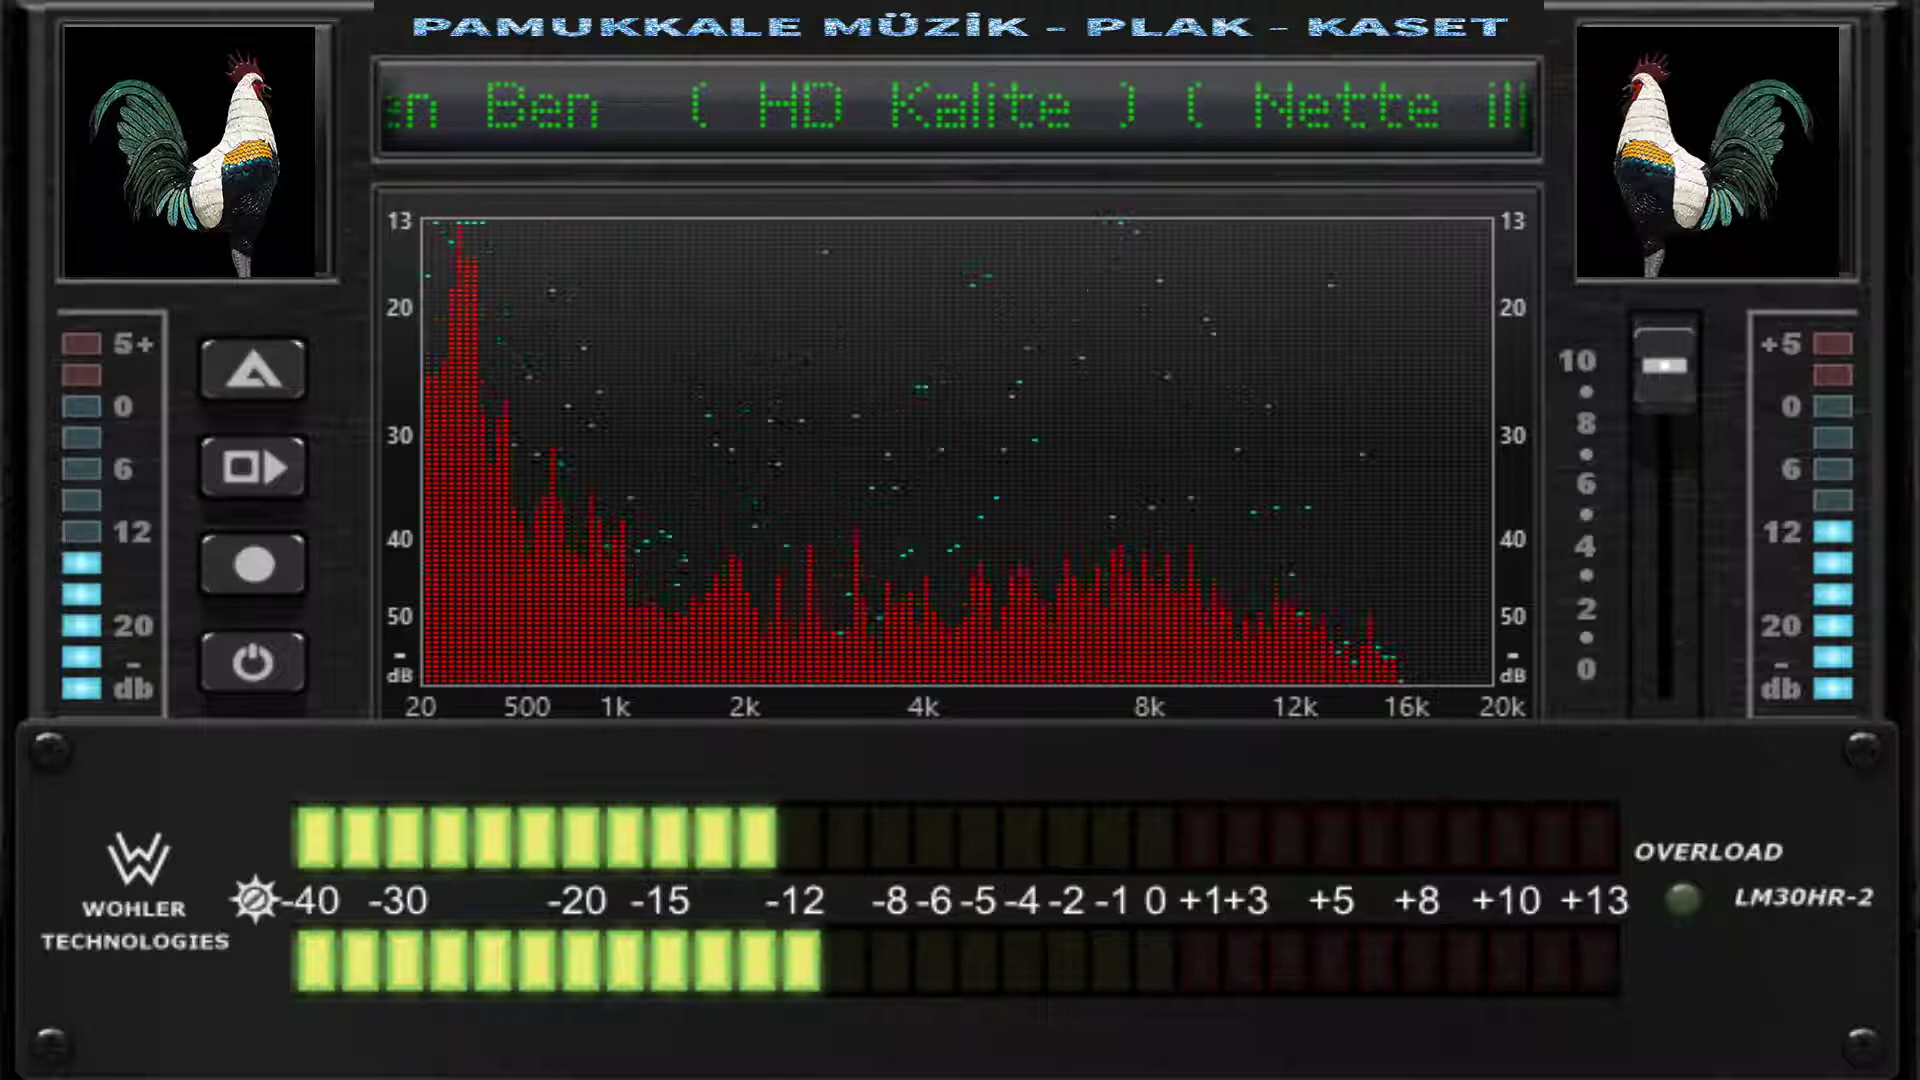 PAMUKKALE MÜZİK - PLAK - KASET
en Ben ( HD Kalite ) ( Nette ill
13 13
20 20
30 30
40 40
50 50
- -
dB dB
20 500 1k 2k 4k 8k 12k 16k 20k
5+
0
6
12
20
-
db
10
8
6
4
2
0
+5
0
6
12
20
-
db
WOHLER
TECHNOLOGIES
-40 -30 -20 -15 -12 -8 -6 -5 -4 -2 -1 0 +1 +3 +5 +8 +10 +13
OVERLOAD
LM30HR-2